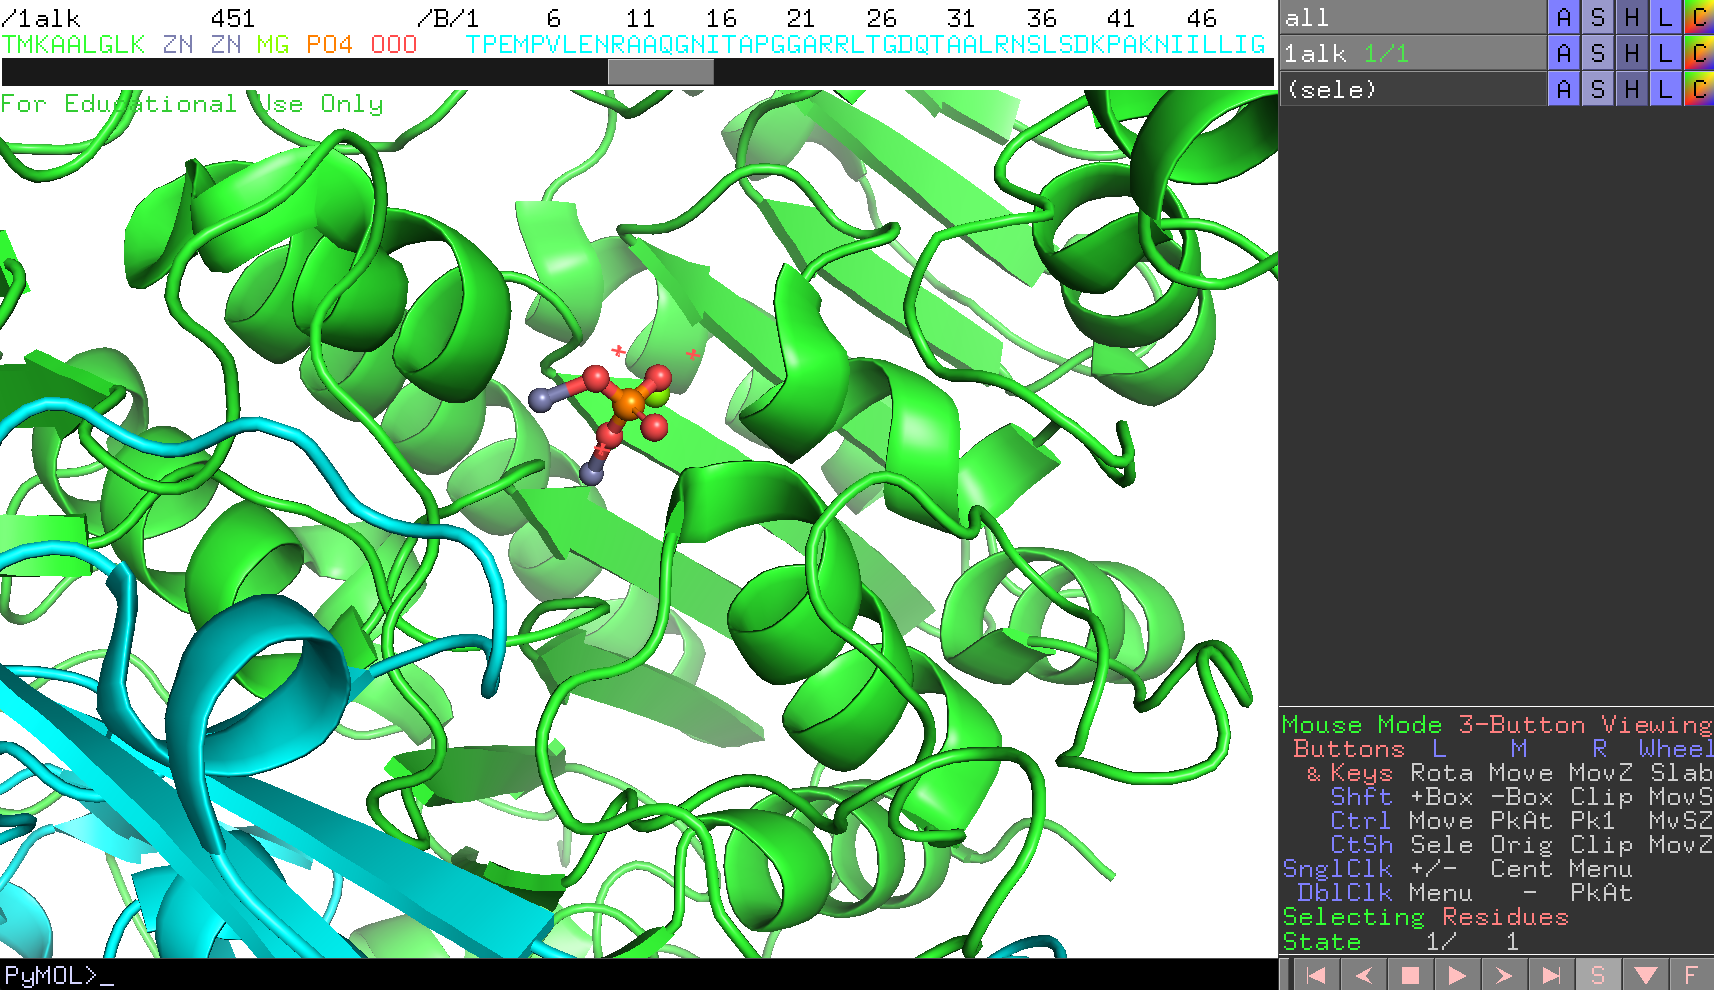 /1alk 451 /B/1 6 11 16 21 26 31 36 41 46
TMKAALGLK ZN ZN MG PO4 OOO TPEMPVLENRAAQGNITAPGGARRLTGDQTAALRNSLSDKPAKNIILLIG
For Educational Use Only
all A S H L C
1alk 1/1 A S H L C
(sele) A S H L C
Mouse Mode 3-Button Viewing
Buttons L M R Wheel
& Keys Rota Move MovZ Slab
Shft +Box -Box Clip MovS
Ctrl Move PkAt Pk1 MvSZ
CtSh Sele Orig Clip MovZ
SnglClk +/- Cent Menu
DblClk Menu - PkAt
Selecting Residues
State 1/ 1
PyMOL>_
S F